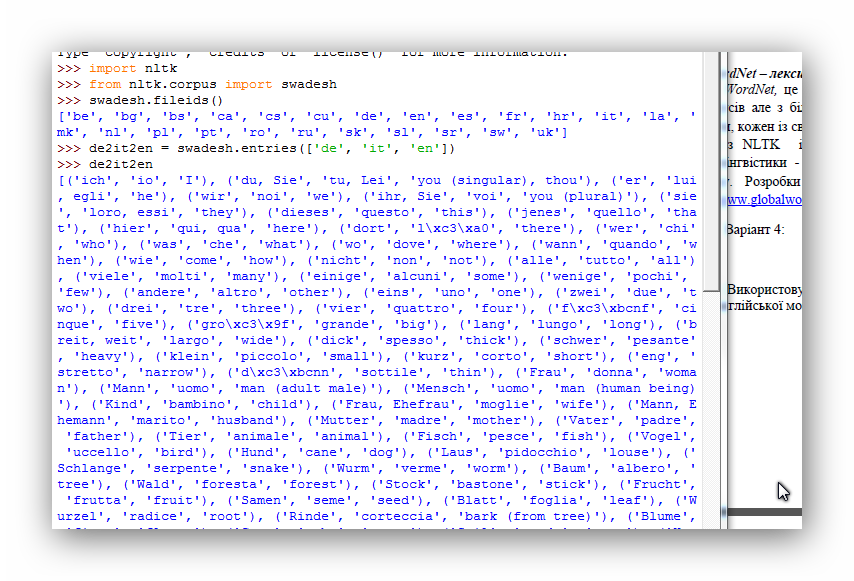 Type "copyright", "credits" or "license()" for more information.
>>> import nltk
>>> from nltk.corpus import swadesh
>>> swadesh.fileids()
['be', 'bg', 'bs', 'ca', 'cs', 'cu', 'de', 'en', 'es', 'fr', 'hr', 'it', 'la', '
mk', 'nl', 'pl', 'pt', 'ro', 'ru', 'sk', 'sl', 'sr', 'sw', 'uk']
>>> de2it2en = swadesh.entries(['de', 'it', 'en'])
>>> de2it2en
[('ich', 'io', 'I'), ('du, Sie', 'tu, Lei', 'you (singular), thou'), ('er', 'lui
, egli', 'he'), ('wir', 'noi', 'we'), ('ihr, Sie', 'voi', 'you (plural)'), ('sie
', 'loro, essi', 'they'), ('dieses', 'questo', 'this'), ('jenes', 'quello', 'tha
t'), ('hier', 'qui, qua', 'here'), ('dort', 'l\xc3\xa0', 'there'), ('wer', 'chi'
, 'who'), ('was', 'che', 'what'), ('wo', 'dove', 'where'), ('wann', 'quando', 'w
hen'), ('wie', 'come', 'how'), ('nicht', 'non', 'not'), ('alle', 'tutto', 'all')
, ('viele', 'molti', 'many'), ('einige', 'alcuni', 'some'), ('wenige', 'pochi',
'few'), ('andere', 'altro', 'other'), ('eins', 'uno', 'one'), ('zwei', 'due', 't
wo'), ('drei', 'tre', 'three'), ('vier', 'quattro', 'four'), ('f\xc3\xbcnf', 'ci
nque', 'five'), ('gro\xc3\x9f', 'grande', 'big'), ('lang', 'lungo', 'long'), ('b
reit, weit', 'largo', 'wide'), ('dick', 'spesso', 'thick'), ('schwer', 'pesante'
, 'heavy'), ('klein', 'piccolo', 'small'), ('kurz', 'corto', 'short'), ('eng', '
stretto', 'narrow'), ('d\xc3\xbcnn', 'sottile', 'thin'), ('Frau', 'donna', 'woma
n'), ('Mann', 'uomo', 'man (adult male)'), ('Mensch', 'uomo', 'man (human being)
'), ('Kind', 'bambino', 'child'), ('Frau, Ehefrau', 'moglie', 'wife'), ('Mann, E
hemann', 'marito', 'husband'), ('Mutter', 'madre', 'mother'), ('Vater', 'padre',
'father'), ('Tier', 'animale', 'animal'), ('Fisch', 'pesce', 'fish'), ('Vogel',
'uccello', 'bird'), ('Hund', 'cane', 'dog'), ('Laus', 'pidocchio', 'louse'), ('
Schlange', 'serpente', 'snake'), ('Wurm', 'verme', 'worm'), ('Baum', 'albero', '
tree'), ('Wald', 'foresta', 'forest'), ('Stock', 'bastone', 'stick'), ('Frucht',
'frutta', 'fruit'), ('Samen', 'seme', 'seed'), ('Blatt', 'foglia', 'leaf'), ('W
urzel', 'radice', 'root'), ('Rinde', 'corteccia', 'bark (from tree)'), ('Blume',
rdNet – лекси
WordNet, це
сів але з біл
и, кожен із св
з NLTK і
нгвістики -
у. Розробки
ww.globalwo
Варіант 4:
Використову
глійської мо